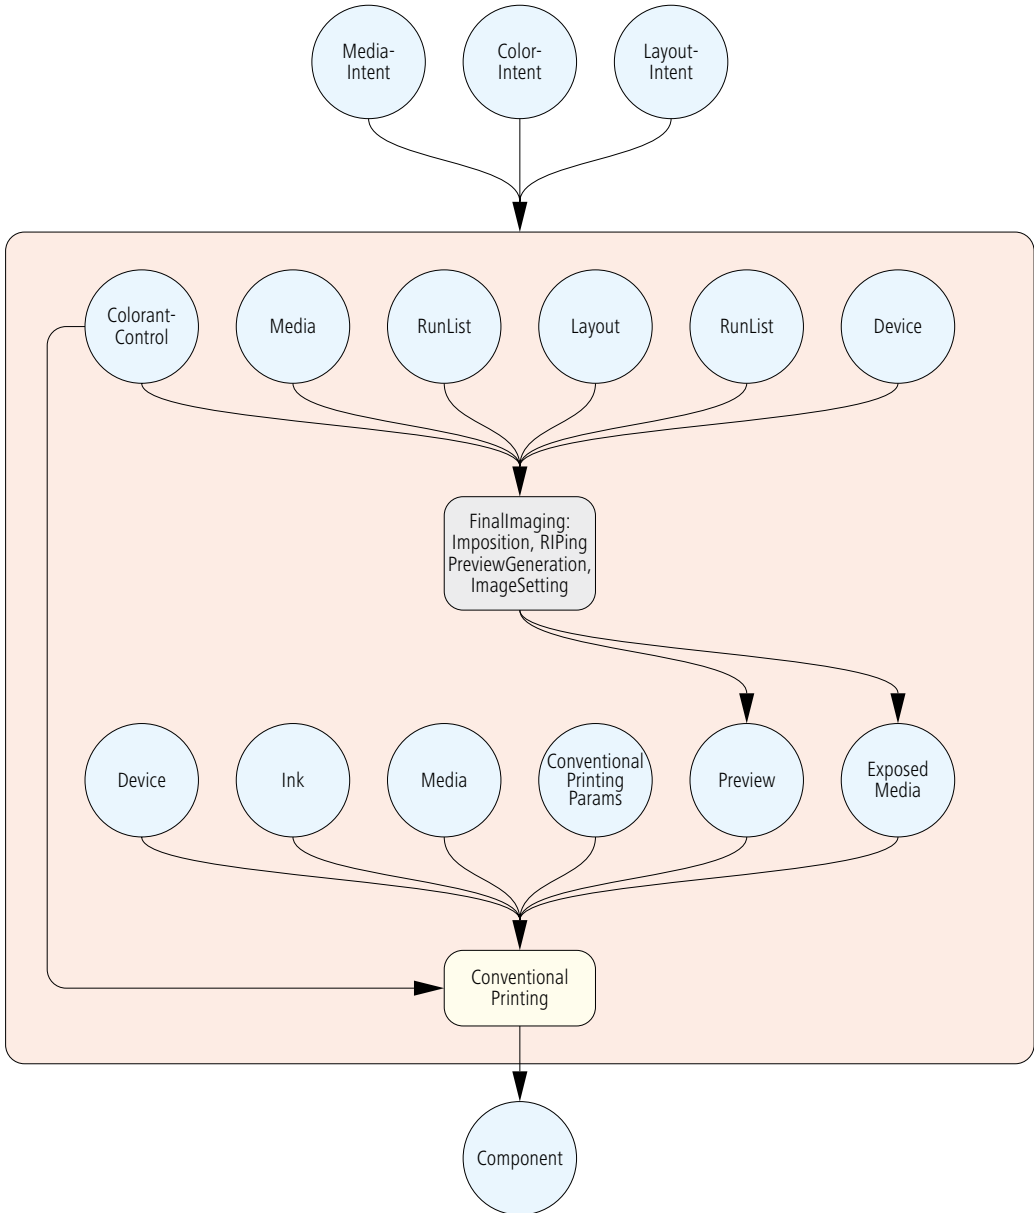 Media-
Intent
Color-
Intent
Layout-
Intent
Colorant-
Control
Media
RunList
Layout
RunList
Device
FinalImaging:
Imposition, RIPing
PreviewGeneration,
ImageSetting
Device
Ink
Media
Conventional
Printing
Params
Preview
Exposed
Media
Conventional
Printing
Component